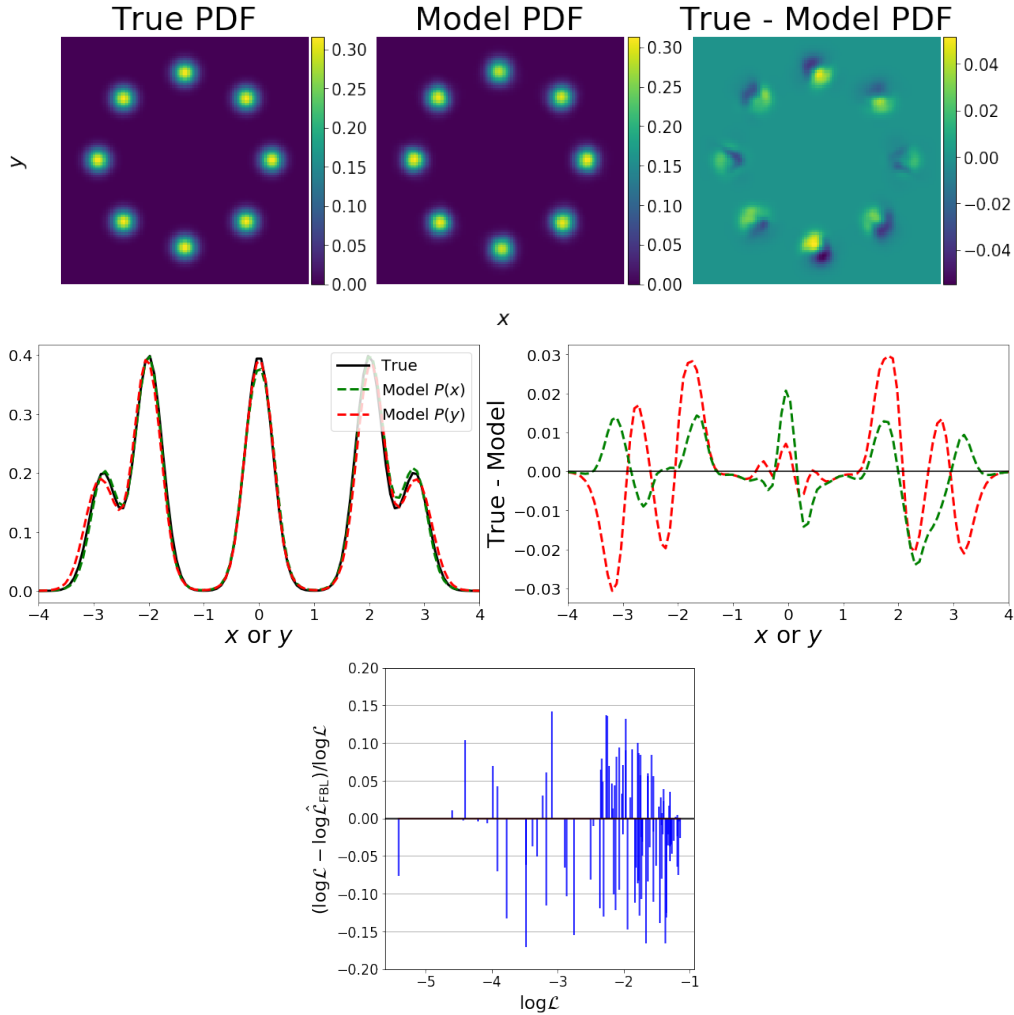 True PDF
Model PDF
True - Model PDF
0.30
0.25
0.20
0.15
0.10
0.05
0.00
0.30
0.25
0.20
0.15
0.10
0.05
0.00
0.04
0.02
0.00
−0.02
−0.04
y
x
0.4
0.3
0.2
0.1
0.0
−4 −3 −2 −1 0 1 2 3 4
x or y
True
Model P(x)
Model P(y)
True - Model
0.03
0.02
0.01
0.00
−0.01
−0.02
−0.03
−4 −3 −2 −1 0 1 2 3 4
x or y
(logℒ − logℒ̂_FBL)/logℒ
0.20
0.15
0.10
0.05
0.00
−0.05
−0.10
−0.15
−0.20
−5 −4 −3 −2 −1
logℒ